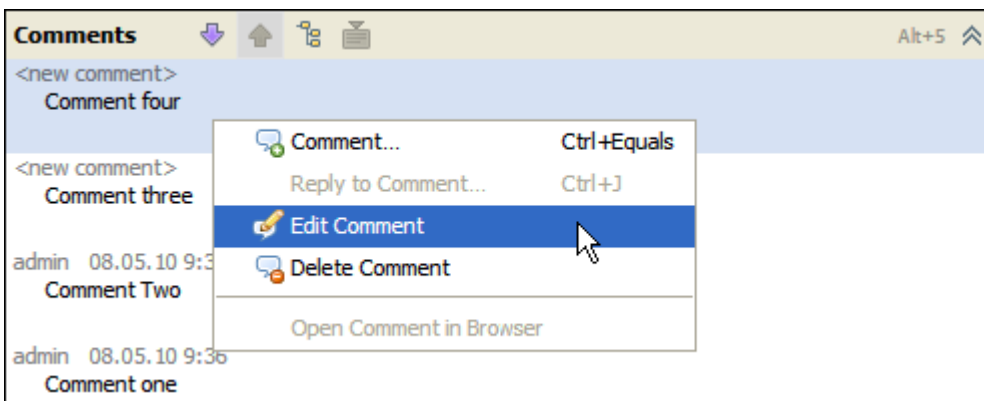 Comments Alt+5
<new comment>
Comment four
Comment... Ctrl+Equals
<new comment>
Reply to Comment... Ctrl+J
Comment three
Edit Comment
admin 08.05.10 9:3
Delete Comment
Comment Two
Open Comment in Browser
admin 08.05.10 9:36
Comment one